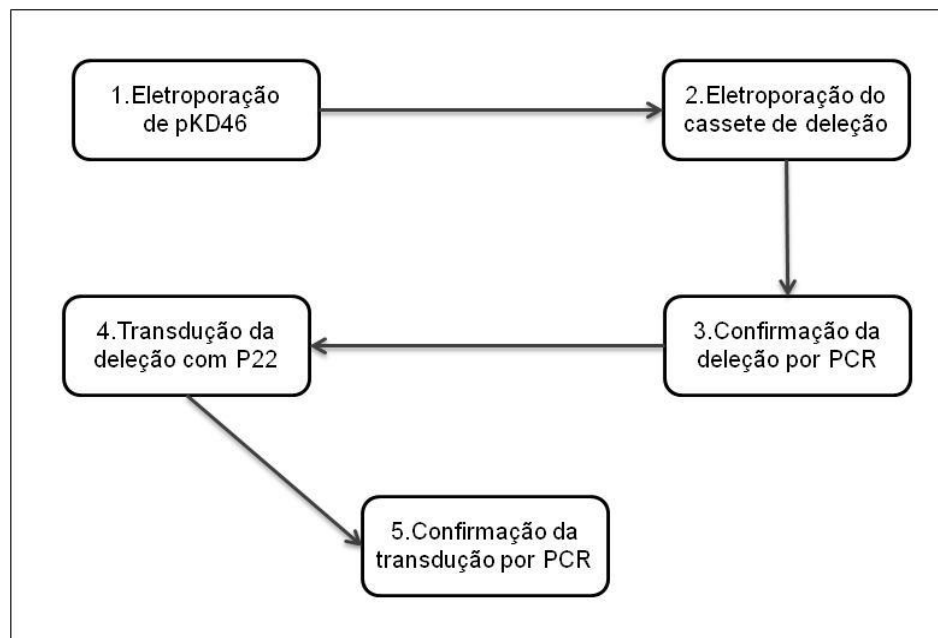 1.Eletroporação
de pKD46
2.Eletroporação do
cassete de deleção
3.Confirmação da
deleção por PCR
4.Transdução da
deleção com P22
5.Confirmação da
transdução por PCR